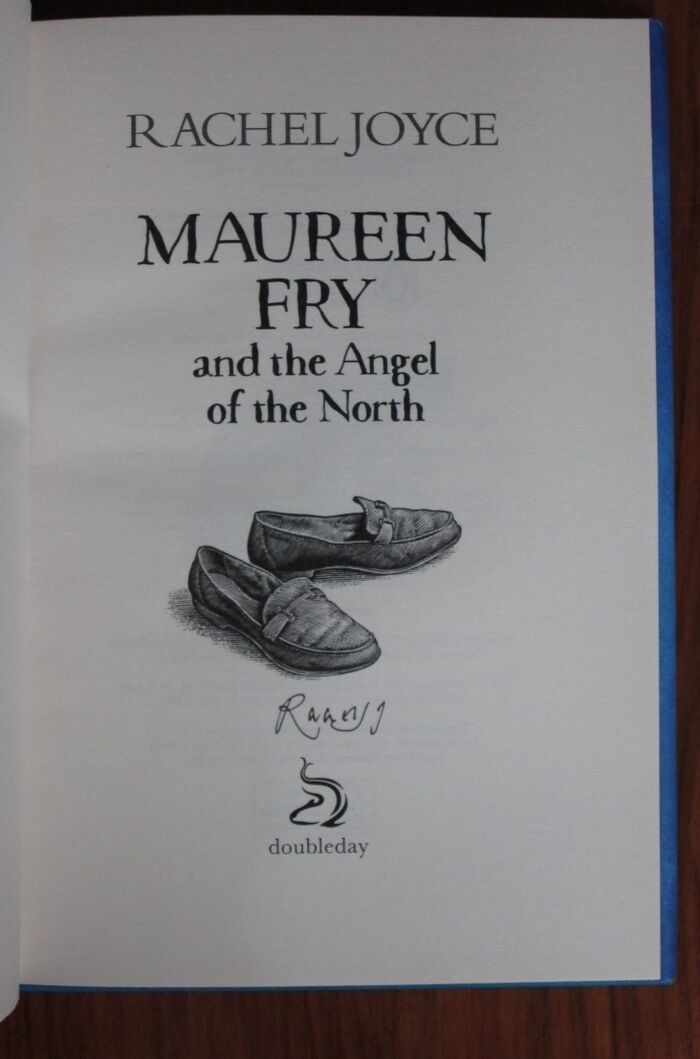 RACHEL JOYCE
MAUREEN
FRY
and the Angel
of the North
doubleday